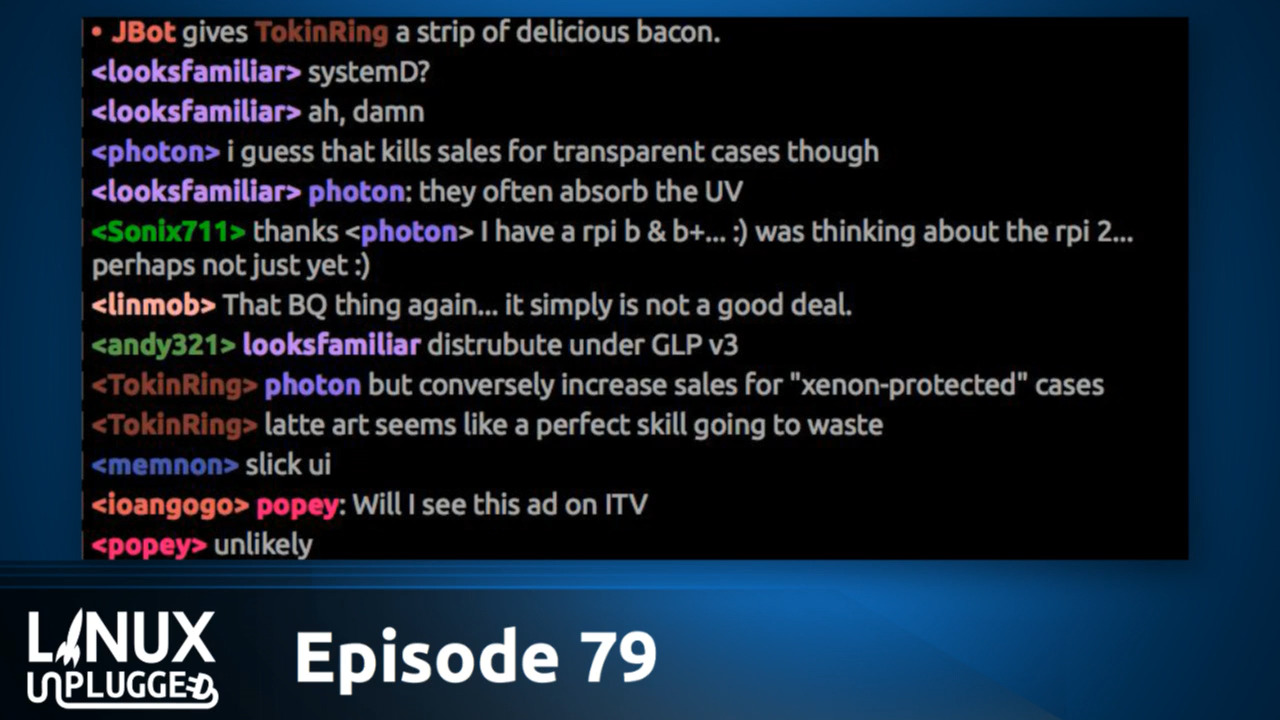 • JBot gives TokinRing a strip of delicious bacon.
<looksfamiliar> systemD?
<looksfamiliar> ah, damn
<photon> i guess that kills sales for transparent cases though
<looksfamiliar> photon: they often absorb the UV
<Sonix711> thanks <photon> I have a rpi b & b+... :) was thinking about the rpi 2...
perhaps not just yet :)
<linmob> That BQ thing again... it simply is not a good deal.
<andy321> looksfamiliar distrubute under GLP v3
<TokinRing> photon but conversely increase sales for "xenon-protected" cases
<TokinRing> latte art seems like a perfect skill going to waste
<memnon> slick ui
<ioangogo> popey: Will I see this ad on ITV
<popey> unlikely
LINUX
UNPLUGGED
Episode 79